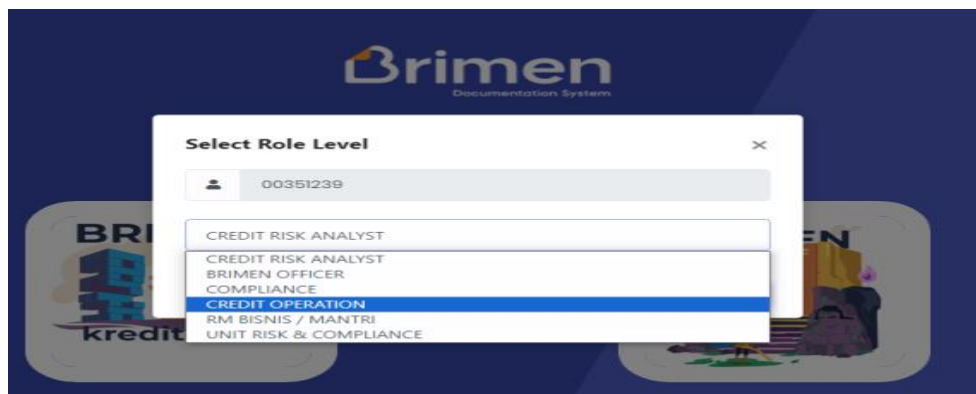 Brimen
Documentation System
Select Role Level
×
00351239
BRI
EN
CREDIT RISK ANALYST
CREDIT RISK ANALYST
BRIMEN OFFICER
COMPLIANCE
CREDIT OPERATION
RM BISNIS / MANTRI
UNIT RISK & COMPLIANCE
kredit